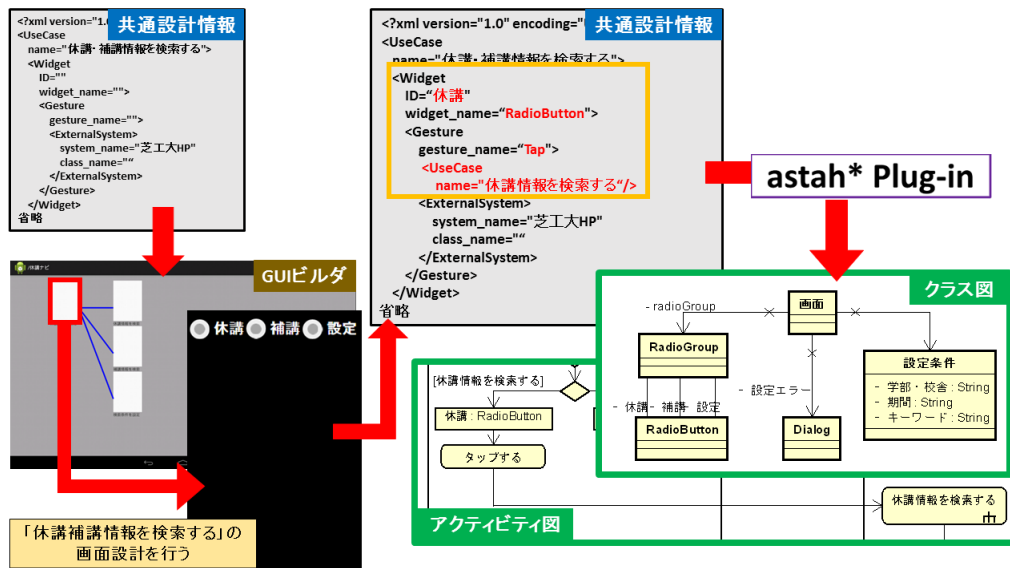 <?xml version="1.0
共通設計情報
<UseCase
name="休講・補講情報を検索する">
<Widget
ID=""
widget_name="">
<Gesture
gesture_name="">
<ExternalSystem>
system_name="芝工大HP"
class_name="“
</ExternalSystem>
</Gesture>
</Widget>
省略
GUIビルダ
休講 補講 設定
「休講補講情報を検索する」の
画面設計を行う
<?xml version="1.0" encoding="
共通設計情報
<UseCase
name="休講・補講情報を検索する">
<Widget
ID=“休講"
widget_name=“RadioButton">
<Gesture
gesture_name=“Tap">
<UseCase
name="休講情報を検索する“/>
<ExternalSystem>
system_name="芝工大HP"
class_name="“
</ExternalSystem>
</Gesture>
</Widget>
省略
astah* Plug-in
クラス図
画面
- radioGroup
RadioGroup
- 休講 - 補講 - 設定
RadioButton
- 設定エラー
Dialog
設定条件
- 学部・校舎 : String
- 期間 : String
- キーワード : String
[休講情報を検索する]
休講 : RadioButton
タップする
休講情報を検索する
アクティビティ図